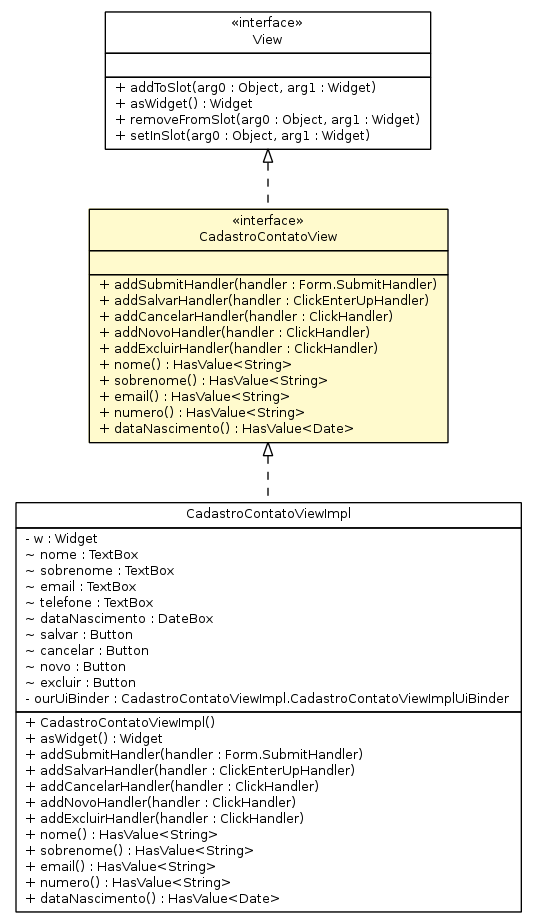 «interface»
View
+ addToSlot(arg0 : Object, arg1 : Widget)
+ asWidget() : Widget
+ removeFromSlot(arg0 : Object, arg1 : Widget)
+ setInSlot(arg0 : Object, arg1 : Widget)
«interface»
CadastroContatoView
+ addSubmitHandler(handler : Form.SubmitHandler)
+ addSalvarHandler(handler : ClickEnterUpHandler)
+ addCancelarHandler(handler : ClickHandler)
+ addNovoHandler(handler : ClickHandler)
+ addExcluirHandler(handler : ClickHandler)
+ nome() : HasValue<String>
+ sobrenome() : HasValue<String>
+ email() : HasValue<String>
+ numero() : HasValue<String>
+ dataNascimento() : HasValue<Date>
CadastroContatoViewImpl
- w : Widget
~ nome : TextBox
~ sobrenome : TextBox
~ email : TextBox
~ telefone : TextBox
~ dataNascimento : DateBox
~ salvar : Button
~ cancelar : Button
~ novo : Button
~ excluir : Button
- ourUiBinder : CadastroContatoViewImpl.CadastroContatoViewImplUiBinder
+ CadastroContatoViewImpl()
+ asWidget() : Widget
+ addSubmitHandler(handler : Form.SubmitHandler)
+ addSalvarHandler(handler : ClickEnterUpHandler)
+ addCancelarHandler(handler : ClickHandler)
+ addNovoHandler(handler : ClickHandler)
+ addExcluirHandler(handler : ClickHandler)
+ nome() : HasValue<String>
+ sobrenome() : HasValue<String>
+ email() : HasValue<String>
+ numero() : HasValue<String>
+ dataNascimento() : HasValue<Date>